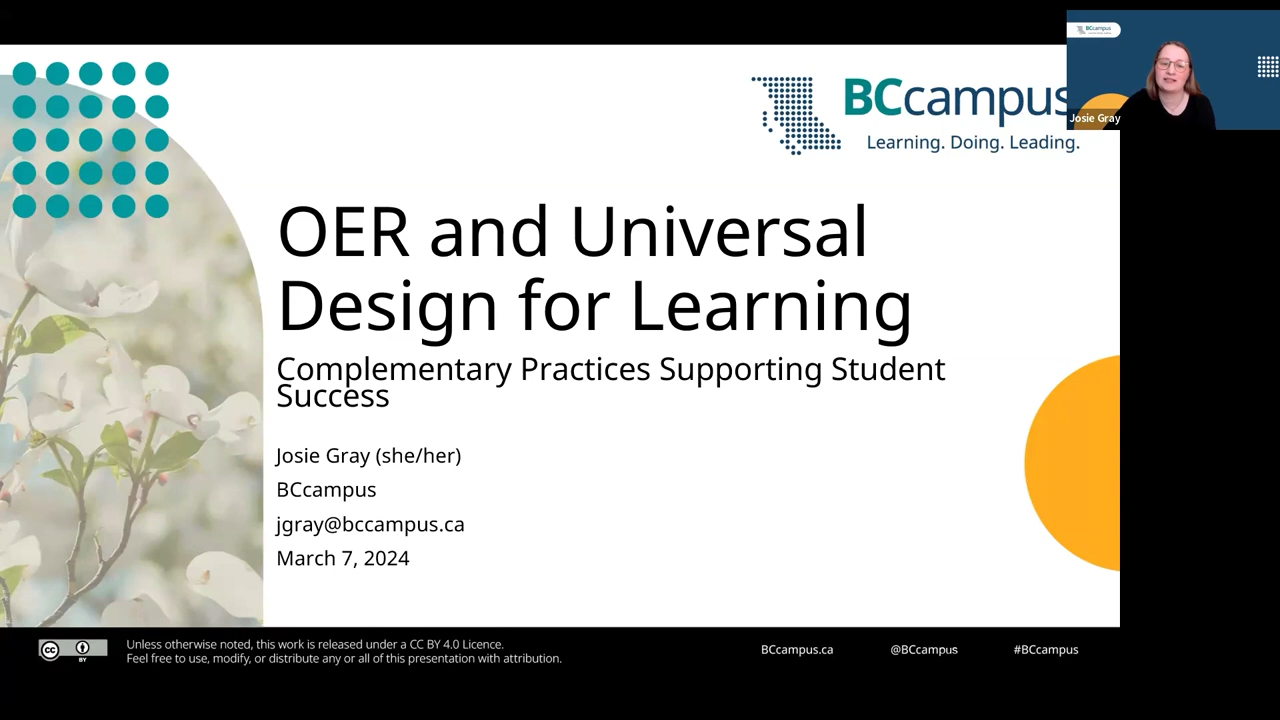 BCcampus
Learning. Doing. Leading.
BCcampus
Josie Gray
OER and Universal
Design for Learning
Complementary Practices Supporting Student
Success
Josie Gray (she/her)
BCcampus
jgray@bccampus.ca
March 7, 2024
cc BY
Unless otherwise noted, this work is released under a CC BY 4.0 Licence.
Feel free to use, modify, or distribute any or all of this presentation with attribution.
BCcampus.ca
@BCcampus
#BCcampus